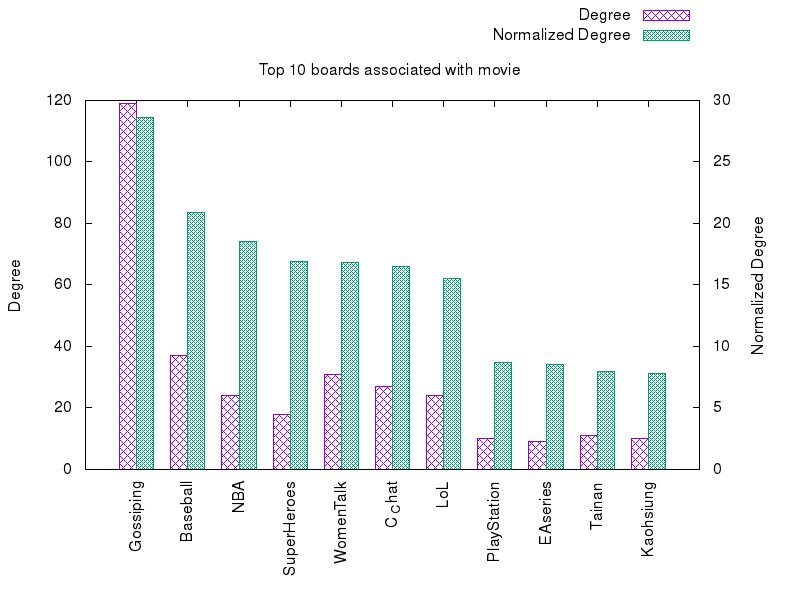 Degree
Normalized Degree
Top 10 boards associated with movie
120
100
80
60
40
20
0
30
25
20
15
10
5
0
Degree
Normalized Degree
Gossiping
Baseball
NBA
SuperHeroes
WomenTalk
C_Chat
LoL
PlayStation
EAseries
Tainan
Kaohsiung